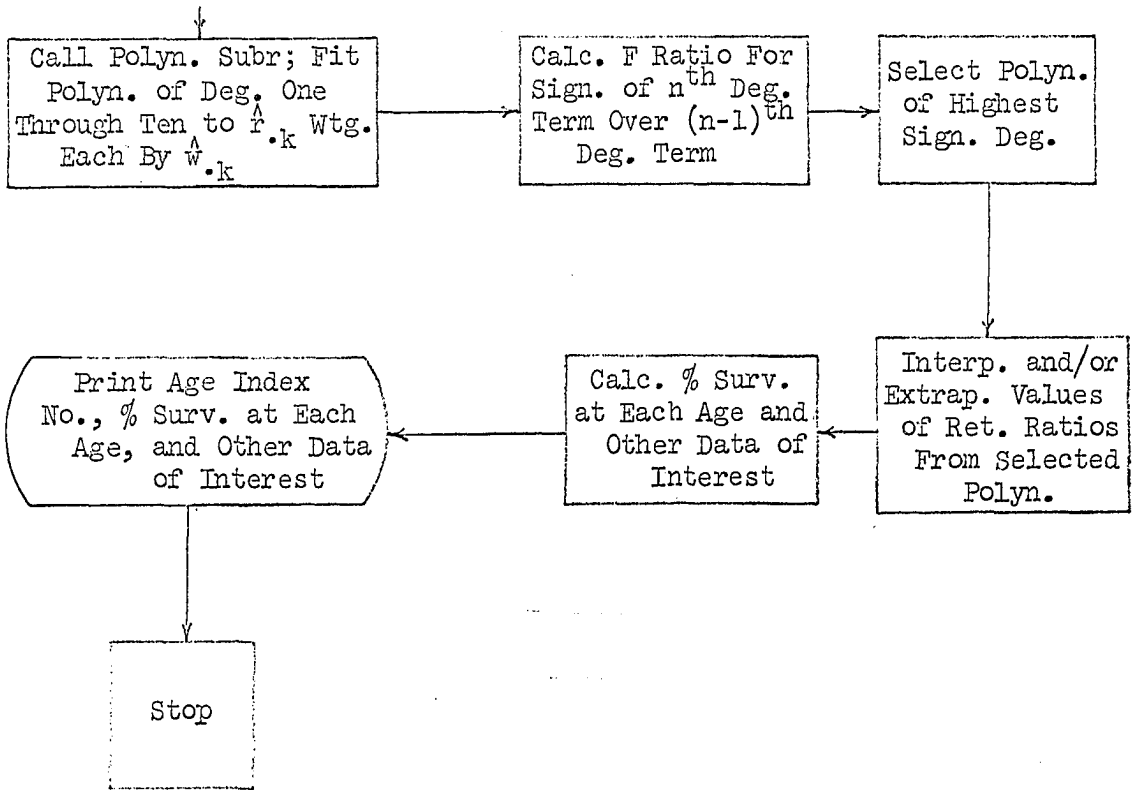 Call Polyn. Subr; Fit
Polyn. of Deg. One
Through Ten to r̂.k Wtg.
Each By ŵ.k
Calc. F Ratio For
Sign. of nth Deg.
Term Over (n-1)th
Deg. Term
Select Polyn.
of Highest
Sign. Deg.
Interp. and/or
Extrap. Values
of Ret. Ratios
From Selected
Polyn.
Calc. % Surv.
at Each Age and
Other Data of
Interest
Print Age Index
No., % Surv. at Each
Age, and Other Data
of Interest
Stop